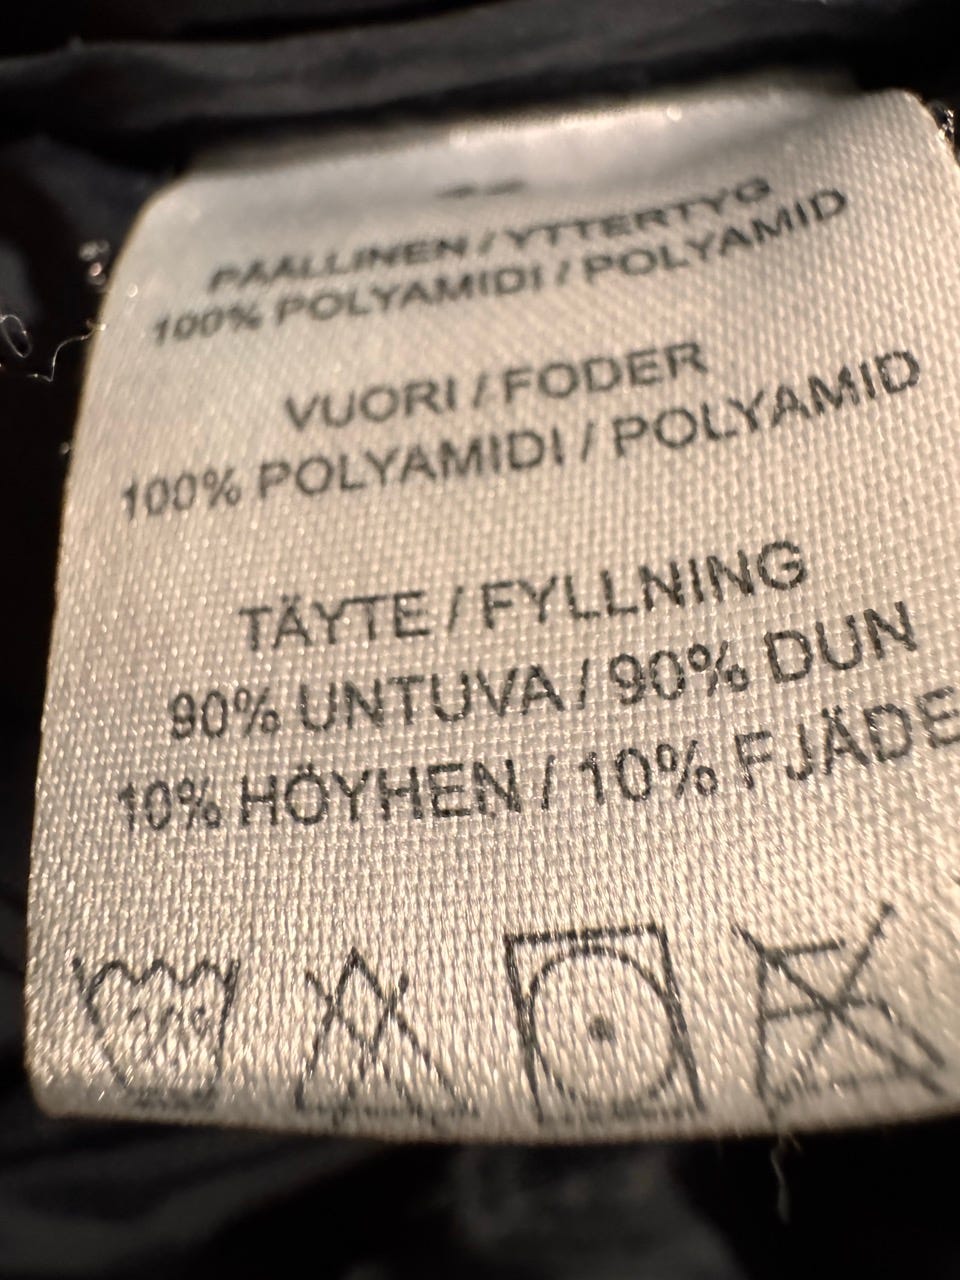 PÄÄLLINEN / YTTERTYG
100% POLYAMIDI / POLYAMID
VUORI / FODER
100% POLYAMIDI / POLYAMID
TÄYTE / FYLLNING
90% UNTUVA / 90% DUN
10% HÖYHEN / 10% FJÄDE